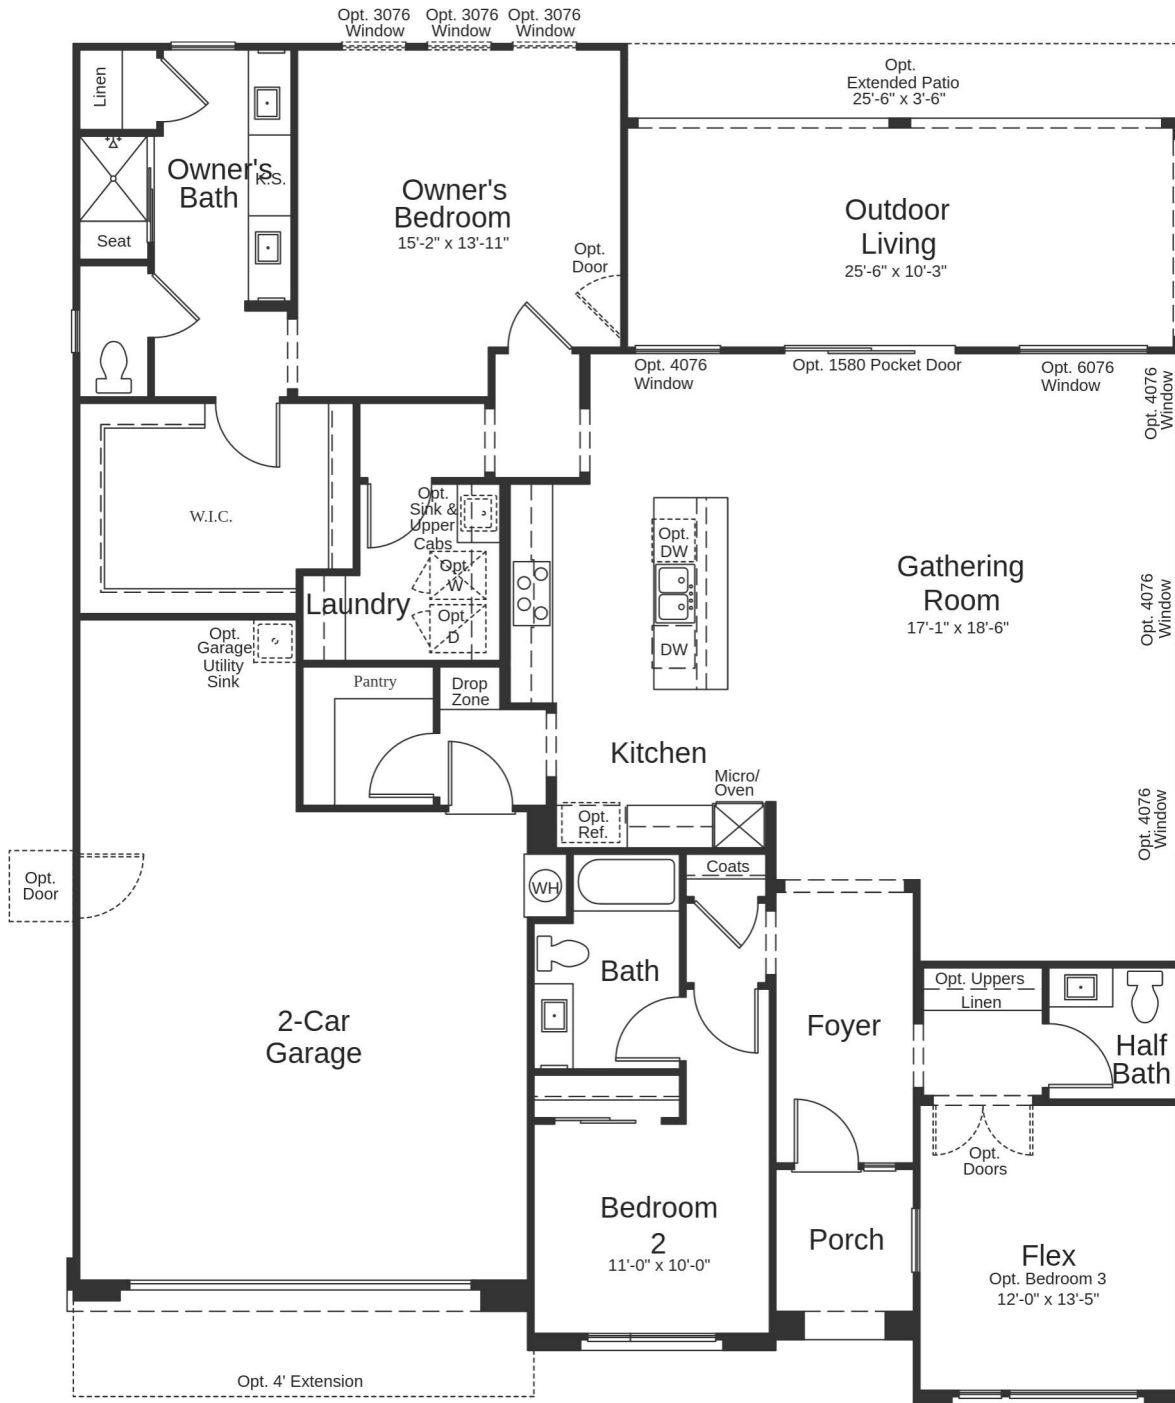 Opt. 3076
Window
Opt. 3076
Window
Opt. 3076
Window
Opt.
Extended Patio
25'-6" x 3'-6"
Linen
Owner's
Bath
K.S.
Seat
Owner's
Bedroom
15'-2" x 13'-11"
Opt.
Door
Outdoor
Living
25'-6" x 10'-3"
Opt. 4076
Window
Opt. 1580 Pocket Door
Opt. 6076
Window
Opt. 4076
Window
W.I.C.
Opt.
Sink &
Upper
Cabs
Opt.
W
Opt.
D
Laundry
Opt.
DW
DW
Gathering
Room
17'-1" x 18'-6"
Opt. 4076
Window
Opt.
Garage
Utility
Sink
Pantry
Drop
Zone
Kitchen
Micro/
Oven
Opt.
Ref.
Opt. 4076
Window
Opt.
Door
WH
Coats
Bath
2-Car
Garage
Foyer
Opt. Uppers
Linen
Half
Bath
Opt.
Doors
Bedroom
2
11'-0" x 10'-0"
Porch
Flex
Opt. Bedroom 3
12'-0" x 13'-5"
Opt. 4' Extension